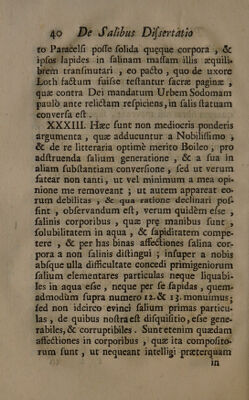 40 De Salibus Dissertatio
to Paracelsi posse solida queque corpora , &
ipsos lapides in salinam massam illis æquili-
brem transmutari , eo pacto , quo de uxore
Loth factum fuisse testantur sacræ paginæ ,
quæ contra Dei mandatum Urbem Sodomam
paulò ante relictam respiciens, in salis statuam
conversa est .
XXXIII. Hæc sunt non mediocris ponderis
argumenta , quæ adducuntur a Nobilissimo ,
& de re litteraria optimè merito Boileo , pro
adstruenda salium generatione , & a sua in
aliam substantiam conversione , sed ut verum
fatear non tanti , ut vel minimum a mea opi-
nione me removeant ; ut autem appareat eo-
rum debilitas , & qua ratione declinari pos-
sint , observandum est, verum quidem esse ,
salinis corporibus , quæ prę manibus sunt ,
solubilitatem in aqua , & sapiditatem compe-
tere , & per has binas affectiones salina cor-
pora a non salinis distingui ; insuper a nobis
absque ulla difficultate concedi primigeniorum
salium elementares particulas neque liquabi-
les in aqua esse , neque per se sapidas , quem-
admodùm supra numero 12. & 13. monuimus;
sed non idcirco evinci salium primas particu-
las , de quibus nostra est disquisitio, esse gene-
rabiles, & corruptibiles . Sunt etenim quædam
affectiones in corporibus , quæ ita composito-
rum sunt , ut nequeant intelligi præterquam
in